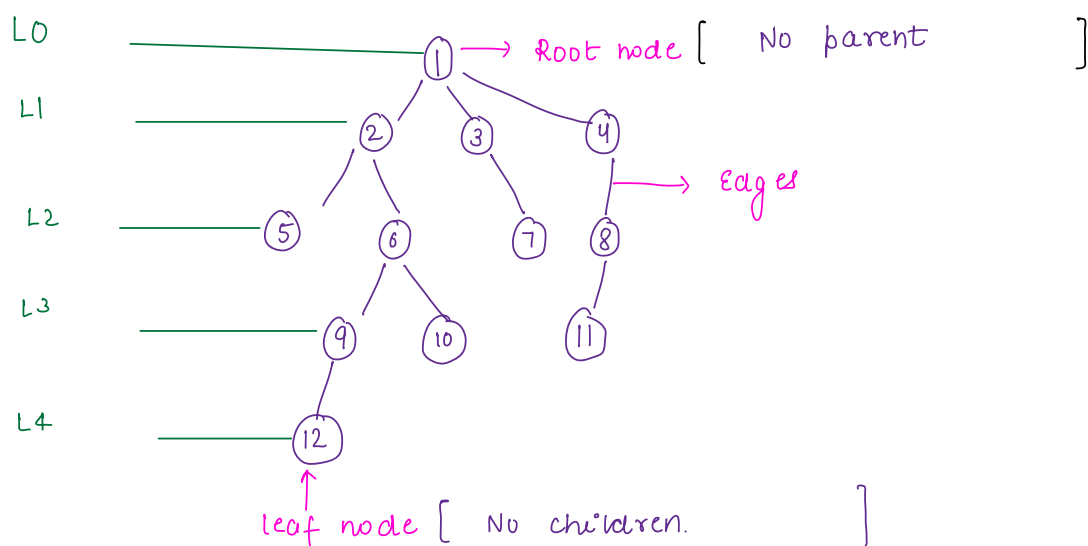 L0
1 → Root node [ No parent ]
L1
2 3 4
Edges
L2
5 6 7 8
L3
9 10 11
L4
12
leaf node [ No children. ]